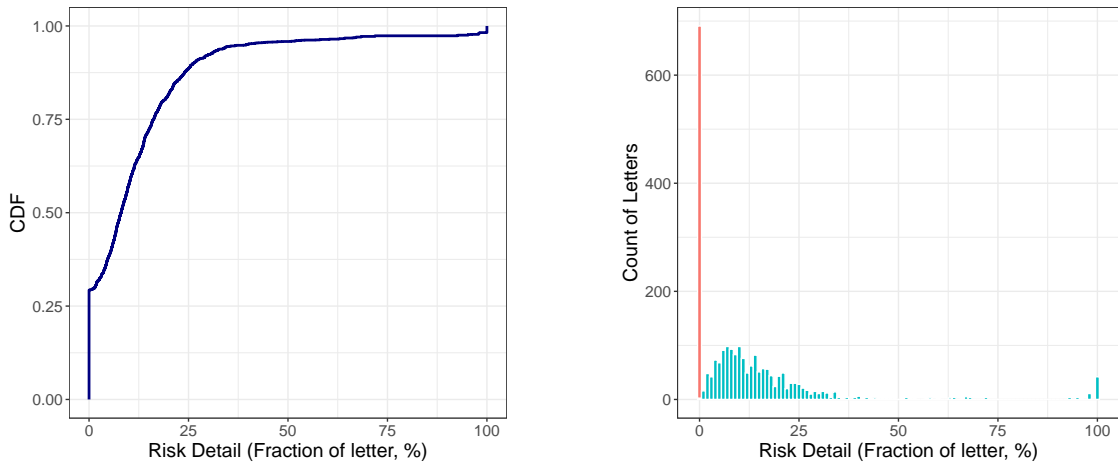 1.00
0.75
0.50
0.25
0.00
CDF
0 25 50 75 100
Risk Detail (Fraction of letter, %)
600
400
200
0
Count of Letters
0 25 50 75 100
Risk Detail (Fraction of letter, %)